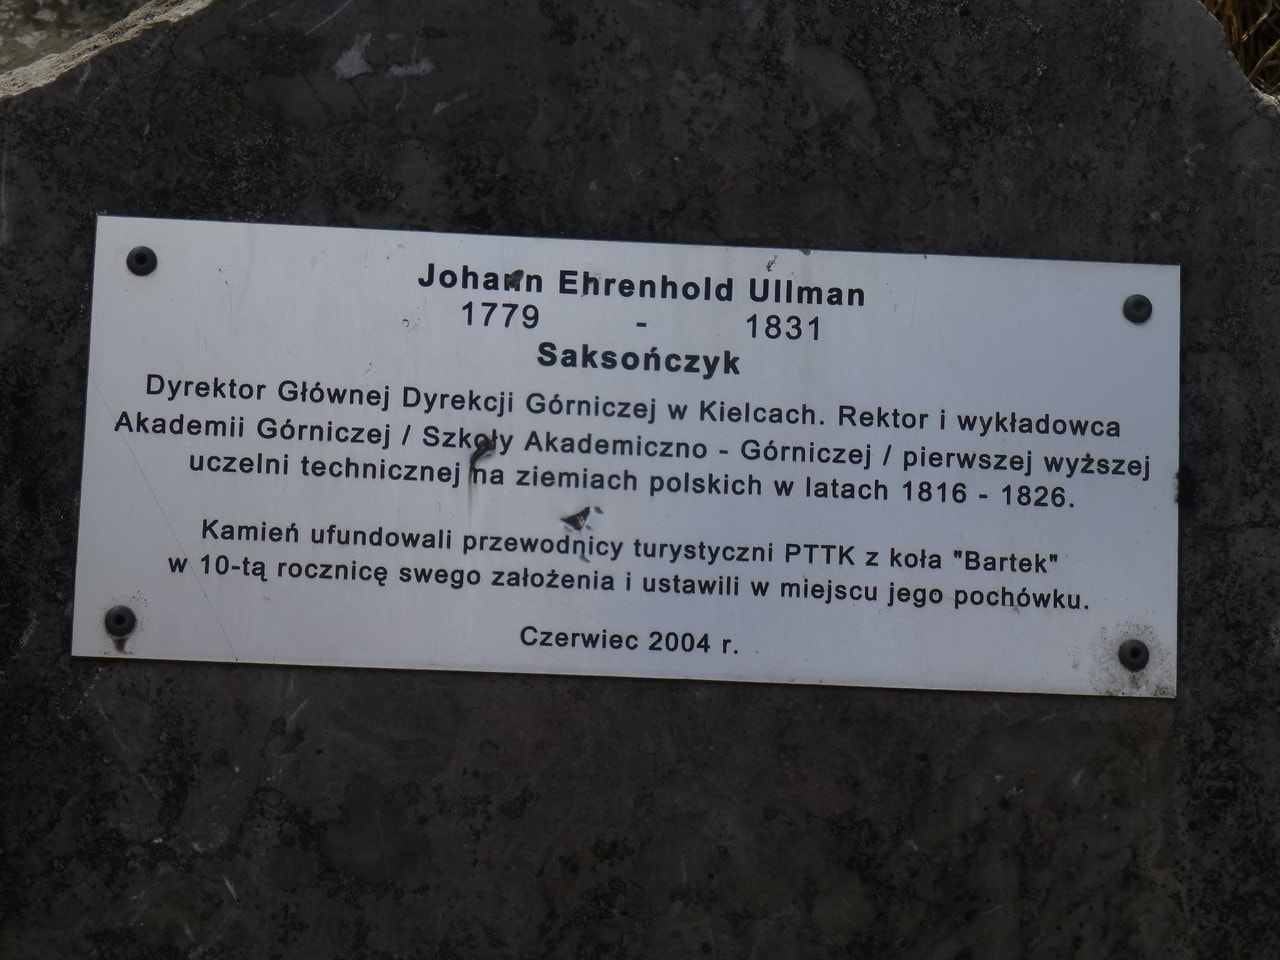 Johann Ehrenhold Ullman
1779 - 1831
Saksończyk
Dyrektor Głównej Dyrekcji Górniczej w Kielcach. Rektor i wykładowca
Akademii Górniczej / Szkoły Akademiczno - Górniczej / pierwszej wyższej
uczelni technicznej na ziemiach polskich w latach 1816 - 1826.
Kamień ufundowali przewodnicy turystyczni PTTK z koła "Bartek"
w 10-tą rocznicę swego założenia i ustawili w miejscu jego pochówku.
Czerwiec 2004 r.